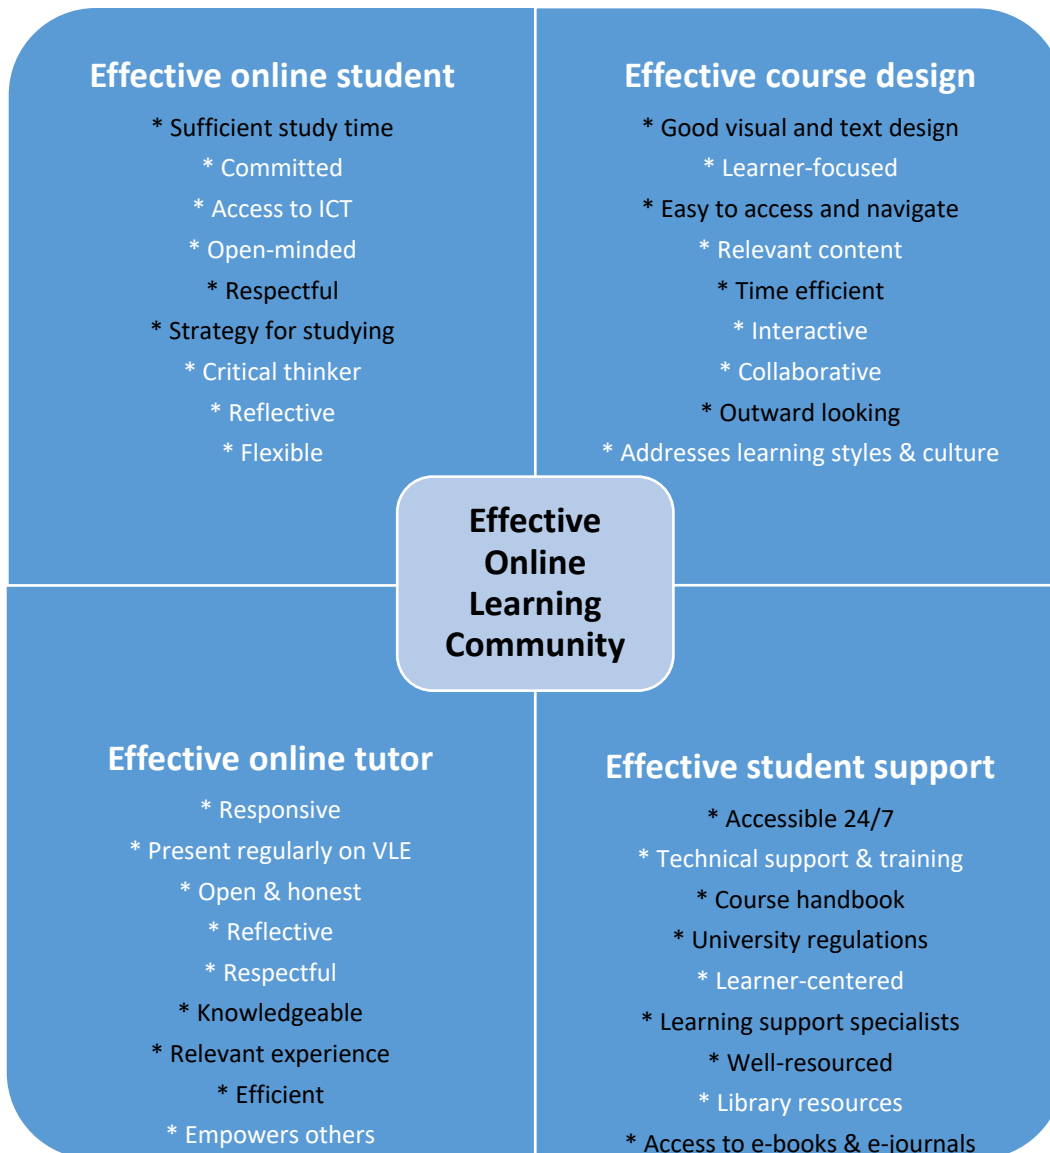 Effective online student
* Sufficient study time
* Committed
* Access to ICT
* Open-minded
* Respectful
* Strategy for studying
* Critical thinker
* Reflective
* Flexible
Effective course design
* Good visual and text design
* Learner-focused
* Easy to access and navigate
* Relevant content
* Time efficient
* Interactive
* Collaborative
* Outward looking
* Addresses learning styles & culture
Effective
Online
Learning
Community
Effective online tutor
* Responsive
* Present regularly on VLE
* Open & honest
* Reflective
* Respectful
* Knowledgeable
* Relevant experience
* Efficient
* Empowers others
Effective student support
* Accessible 24/7
* Technical support & training
* Course handbook
* University regulations
* Learner-centered
* Learning support specialists
* Well-resourced
* Library resources
* Access to e-books & e-journals